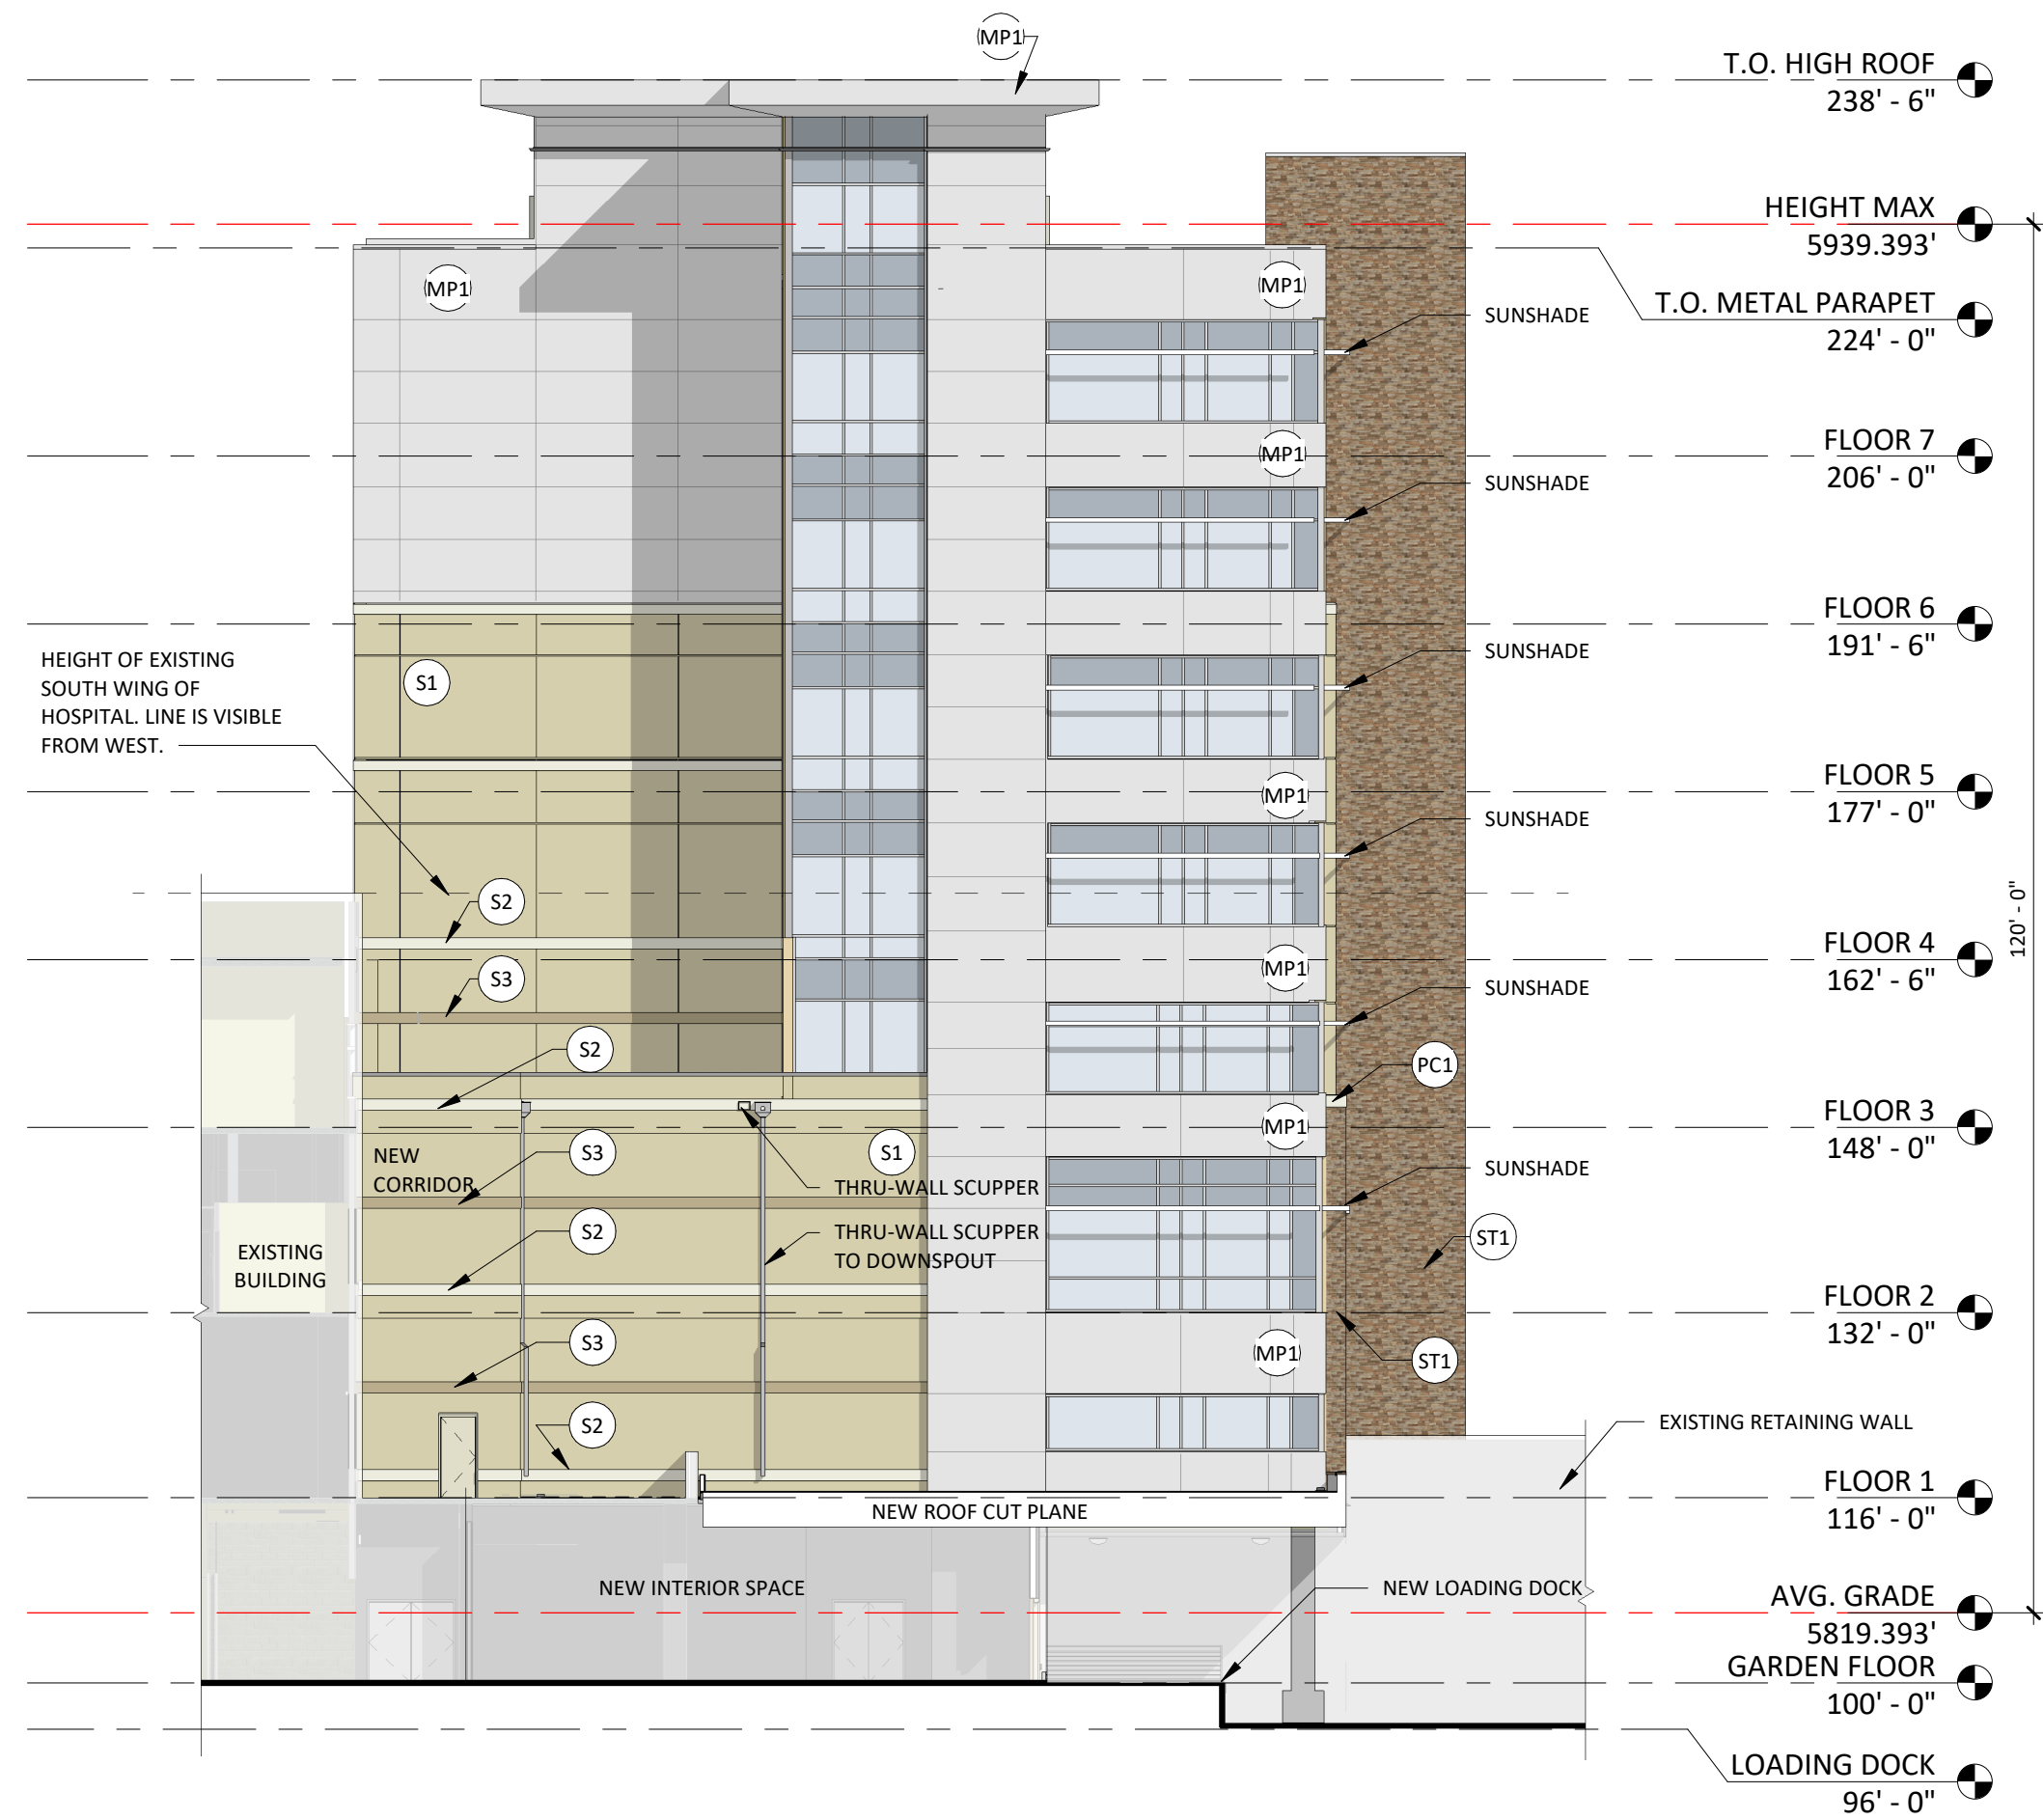 MP1
T.O. HIGH ROOF
238' - 6"
HEIGHT MAX
5939.393'
MP1
MP1
T.O. METAL PARAPET
224' - 0"
SUNSHADE
FLOOR 7
206' - 0"
MP1
SUNSHADE
FLOOR 6
191' - 6"
HEIGHT OF EXISTING
SOUTH WING OF
HOSPITAL. LINE IS VISIBLE
FROM WEST.
S1
SUNSHADE
FLOOR 5
177' - 0"
MP1
SUNSHADE
S2
120' - 0"
FLOOR 4
162' - 6"
MP1
S3
SUNSHADE
S2
PC1
FLOOR 3
148' - 0"
MP1
NEW
CORRIDOR
S3
S1
SUNSHADE
THRU-WALL SCUPPER
S2
THRU-WALL SCUPPER
TO DOWNSPOUT
ST1
EXISTING
BUILDING
FLOOR 2
132' - 0"
S3
MP1
ST1
S2
EXISTING RETAINING WALL
FLOOR 1
116' - 0"
NEW ROOF CUT PLANE
NEW INTERIOR SPACE
NEW LOADING DOCK
AVG. GRADE
5819.393'
GARDEN FLOOR
100' - 0"
LOADING DOCK
96' - 0"